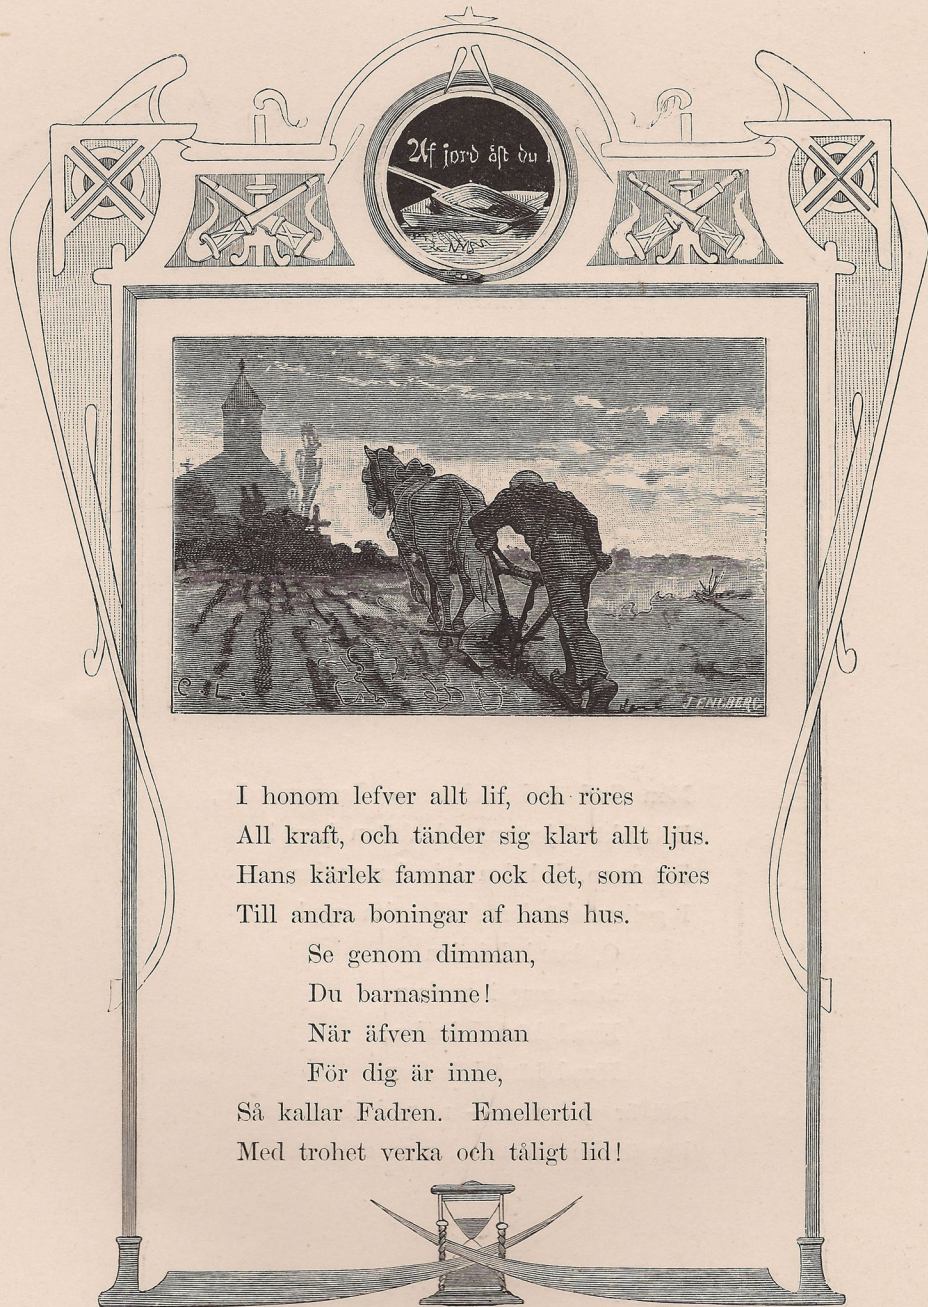 Af jord äst du
C L.
J ENGBERG
I honom lefver allt lif, och röres
All kraft, och tänder sig klart allt ljus.
Hans kärlek famnar ock det, som föres
Till andra boningar af hans hus.
Se genom dimman,
Du barnasinne!
När äfven timman
För dig är inne,
Så kallar Fadren. Emellertid
Med trohet verka och tåligt lid!